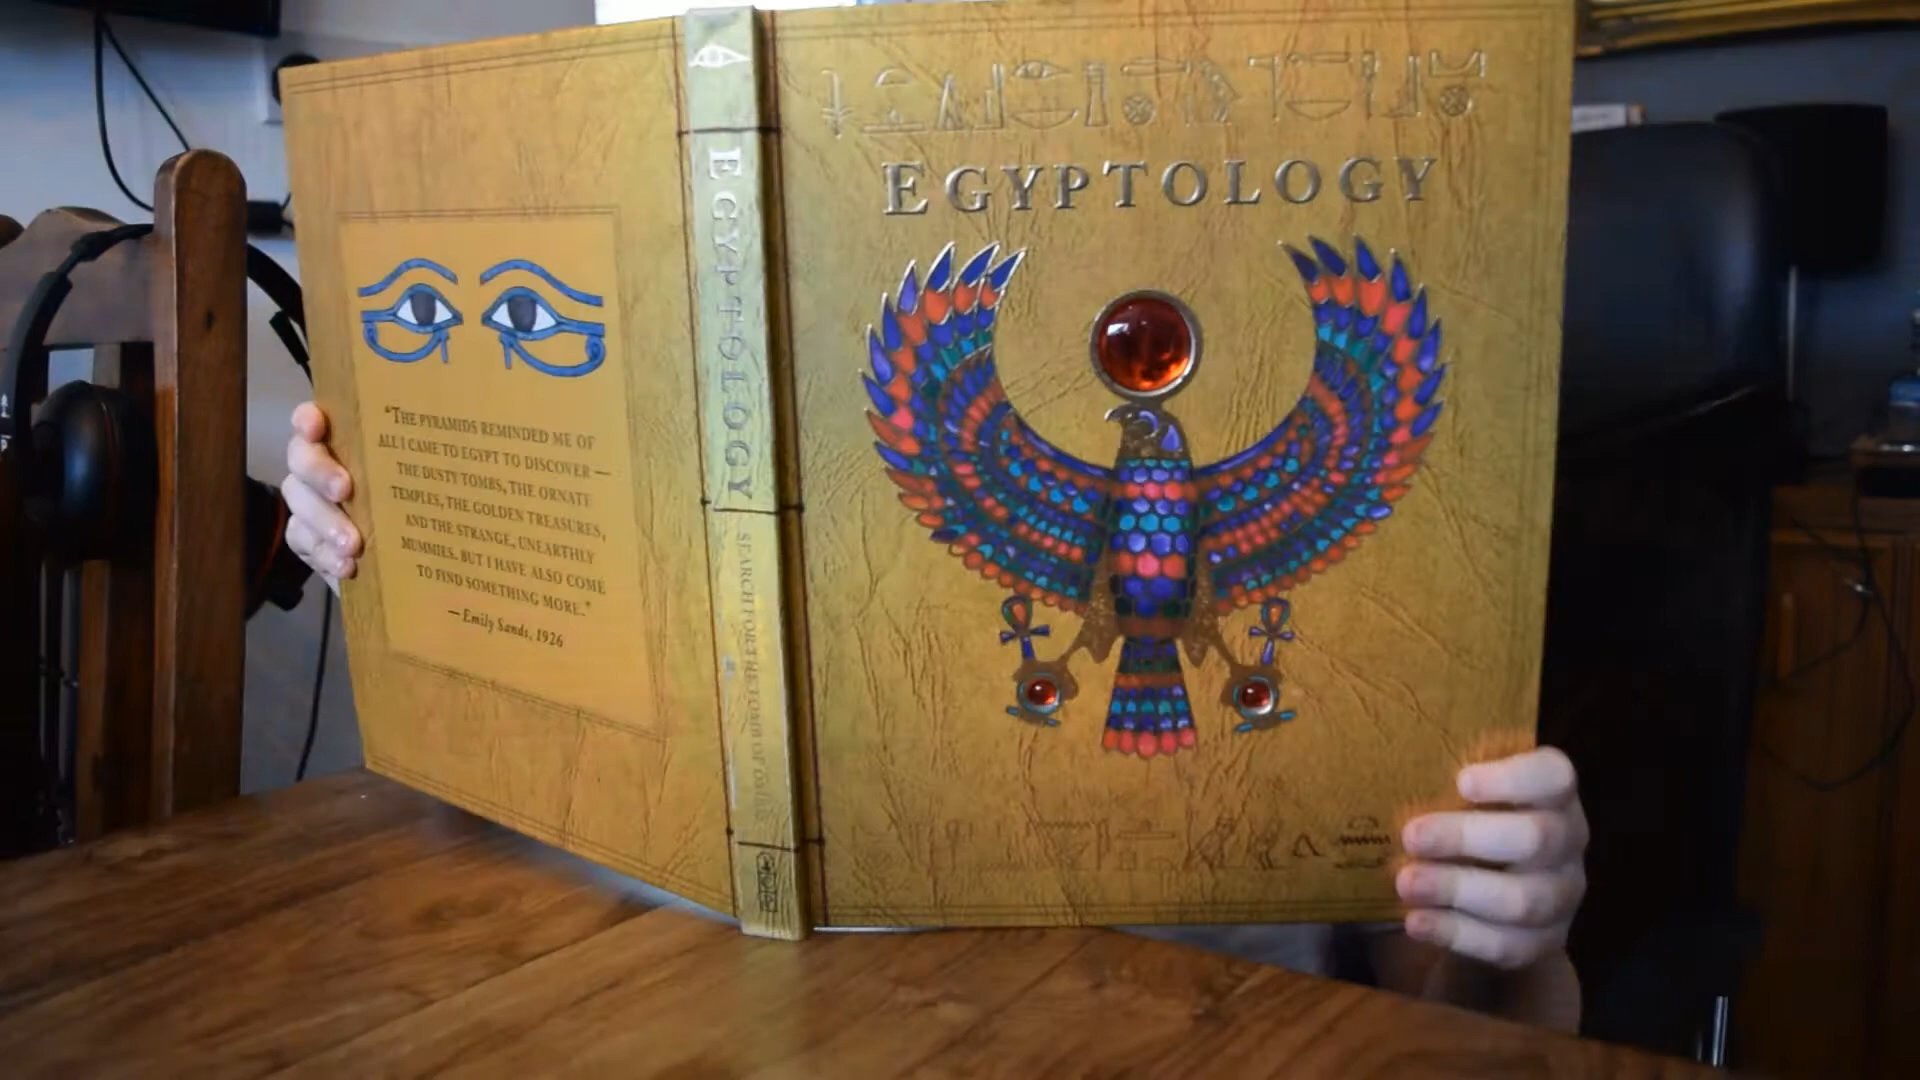 "THE PYRAMIDS REMINDED ME OF
ALL I CAME TO EGYPT TO DISCOVER —
THE DUSTY TOMBS, THE ORNATE
TEMPLES, THE GOLDEN TREASURES,
AND THE STRANGE, UNEARTHLY
MUMMIES. BUT I HAVE ALSO COME
TO FIND SOMETHING MORE."
— Emily Sands, 1926
EGYPTOLOGY
SEARCH FOR THE TOMB OF OSIRIS
EGYPTOLOGY